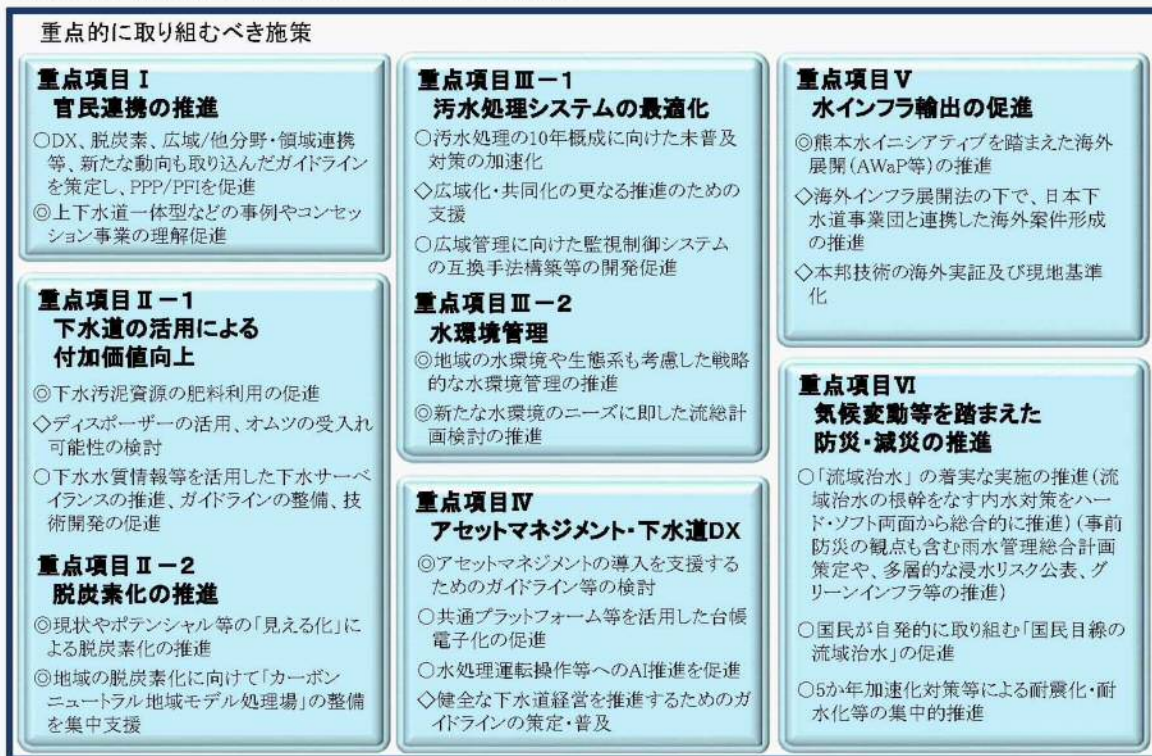 重点的に取り組むべき施策
重点項目Ⅰ
官民連携の推進
○DX、脱炭素、広域/他分野・領域連携
等、新たな動向も取り込んだガイドライン
を策定し、PPP/PFIを促進
◎上下水道一体型などの事例やコンセッ
ション事業の理解促進
重点項目Ⅱ－1
下水道の活用による
付加価値向上
◎下水汚泥資源の肥料利用の促進
◇ディスポーザーの活用、オムツの受入れ
可能性の検討
○下水水質情報等を活用した下水サーベ
イランスの推進、ガイドラインの整備、技
術開発の促進
重点項目Ⅱ－2
脱炭素化の推進
◎現状やポテンシャル等の「見える化」に
よる脱炭素化の推進
◎地域の脱炭素化に向けて「カーボン
ニュートラル地域モデル処理場」の整備
を集中支援
重点項目Ⅲ－1
汚水処理システムの最適化
○汚水処理の10年概成に向けた未普及
対策の加速化
◇広域化・共同化の更なる推進のための
支援
○広域管理に向けた監視制御システム
の互換手法構築等の開発促進
重点項目Ⅲ－2
水環境管理
◎地域の水環境や生態系も考慮した戦略
的な水環境管理の推進
◎新たな水環境のニーズに即した流総計
画検討の推進
重点項目Ⅳ
アセットマネジメント・下水道DX
◎アセットマネジメントの導入を支援する
ためのガイドライン等の検討
○共通プラットフォーム等を活用した台帳
電子化の促進
○水処理運転操作等へのAI推進を促進
◇健全な下水道経営を推進するためのガ
イドラインの策定・普及
重点項目Ⅴ
水インフラ輸出の促進
◎熊本水イニシアティブを踏まえた海外
展開(AWaP等)の推進
◇海外インフラ展開法の下で、日本下
水道事業団と連携した海外案件形成
の推進
◇本邦技術の海外実証及び現地基準
化
重点項目Ⅵ
気候変動等を踏まえた
防災・減災の推進
○「流域治水」の着実な実施の推進(流
域治水の根幹をなす内水対策をハー
ド・ソフト両面から総合的に推進)(事前
防災の観点も含む雨水管理総合計画
策定や、多層的な浸水リスク公表、グ
リーンインフラ等の推進)
○国民が自発的に取り組む「国民目線の
流域治水」の促進
○5か年加速化対策等による耐震化・耐
水化等の集中的推進